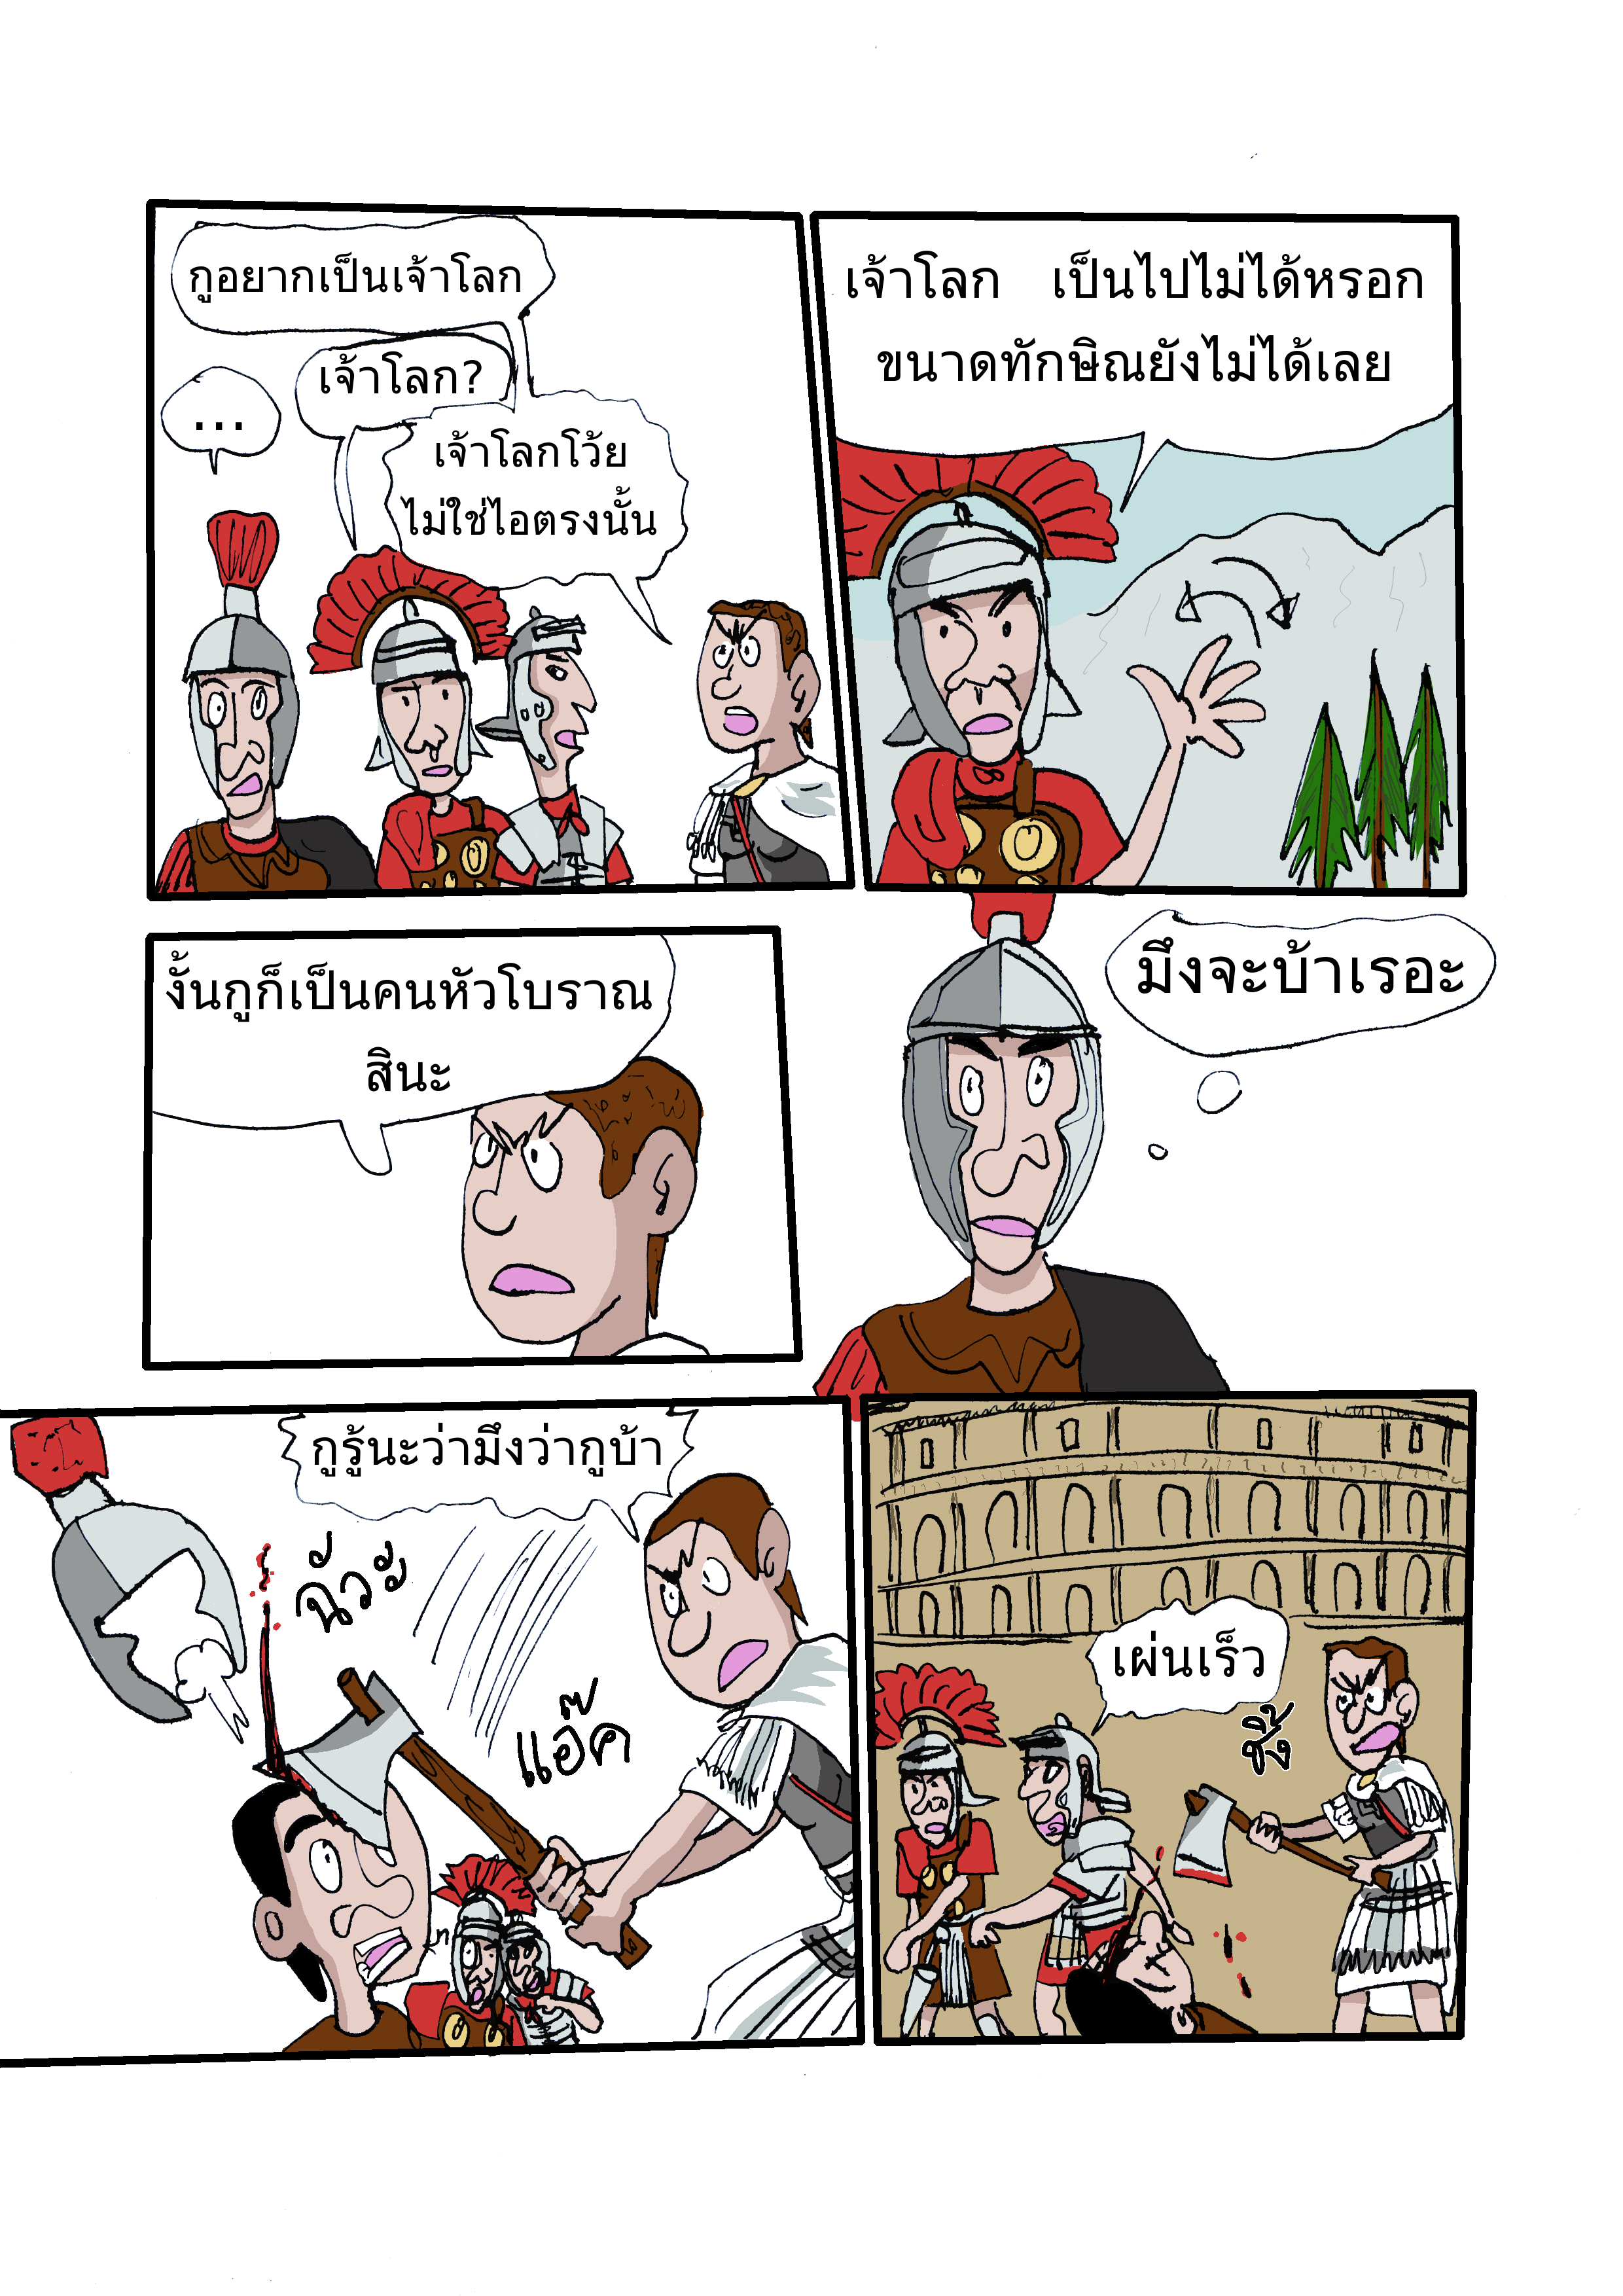 กูอยากเป็นเจ้าโลก
เจ้าโลก?
...
เจ้าโลกโว้ย
ไม่ใช่ไอตรงนั้น
เจ้าโลก เป็นไปไม่ได้หรอก
ขนาดทักษิณยังไม่ได้เลย
งั้นกูก็เป็นคนหัวโบราณ
สินะ
มึงจะบ้าเรอะ
กูรู้นะว่ามึงว่ากูบ้า
ฉัวะ
แอ๊ค
เผ่นเร็ว
ชิ้ง